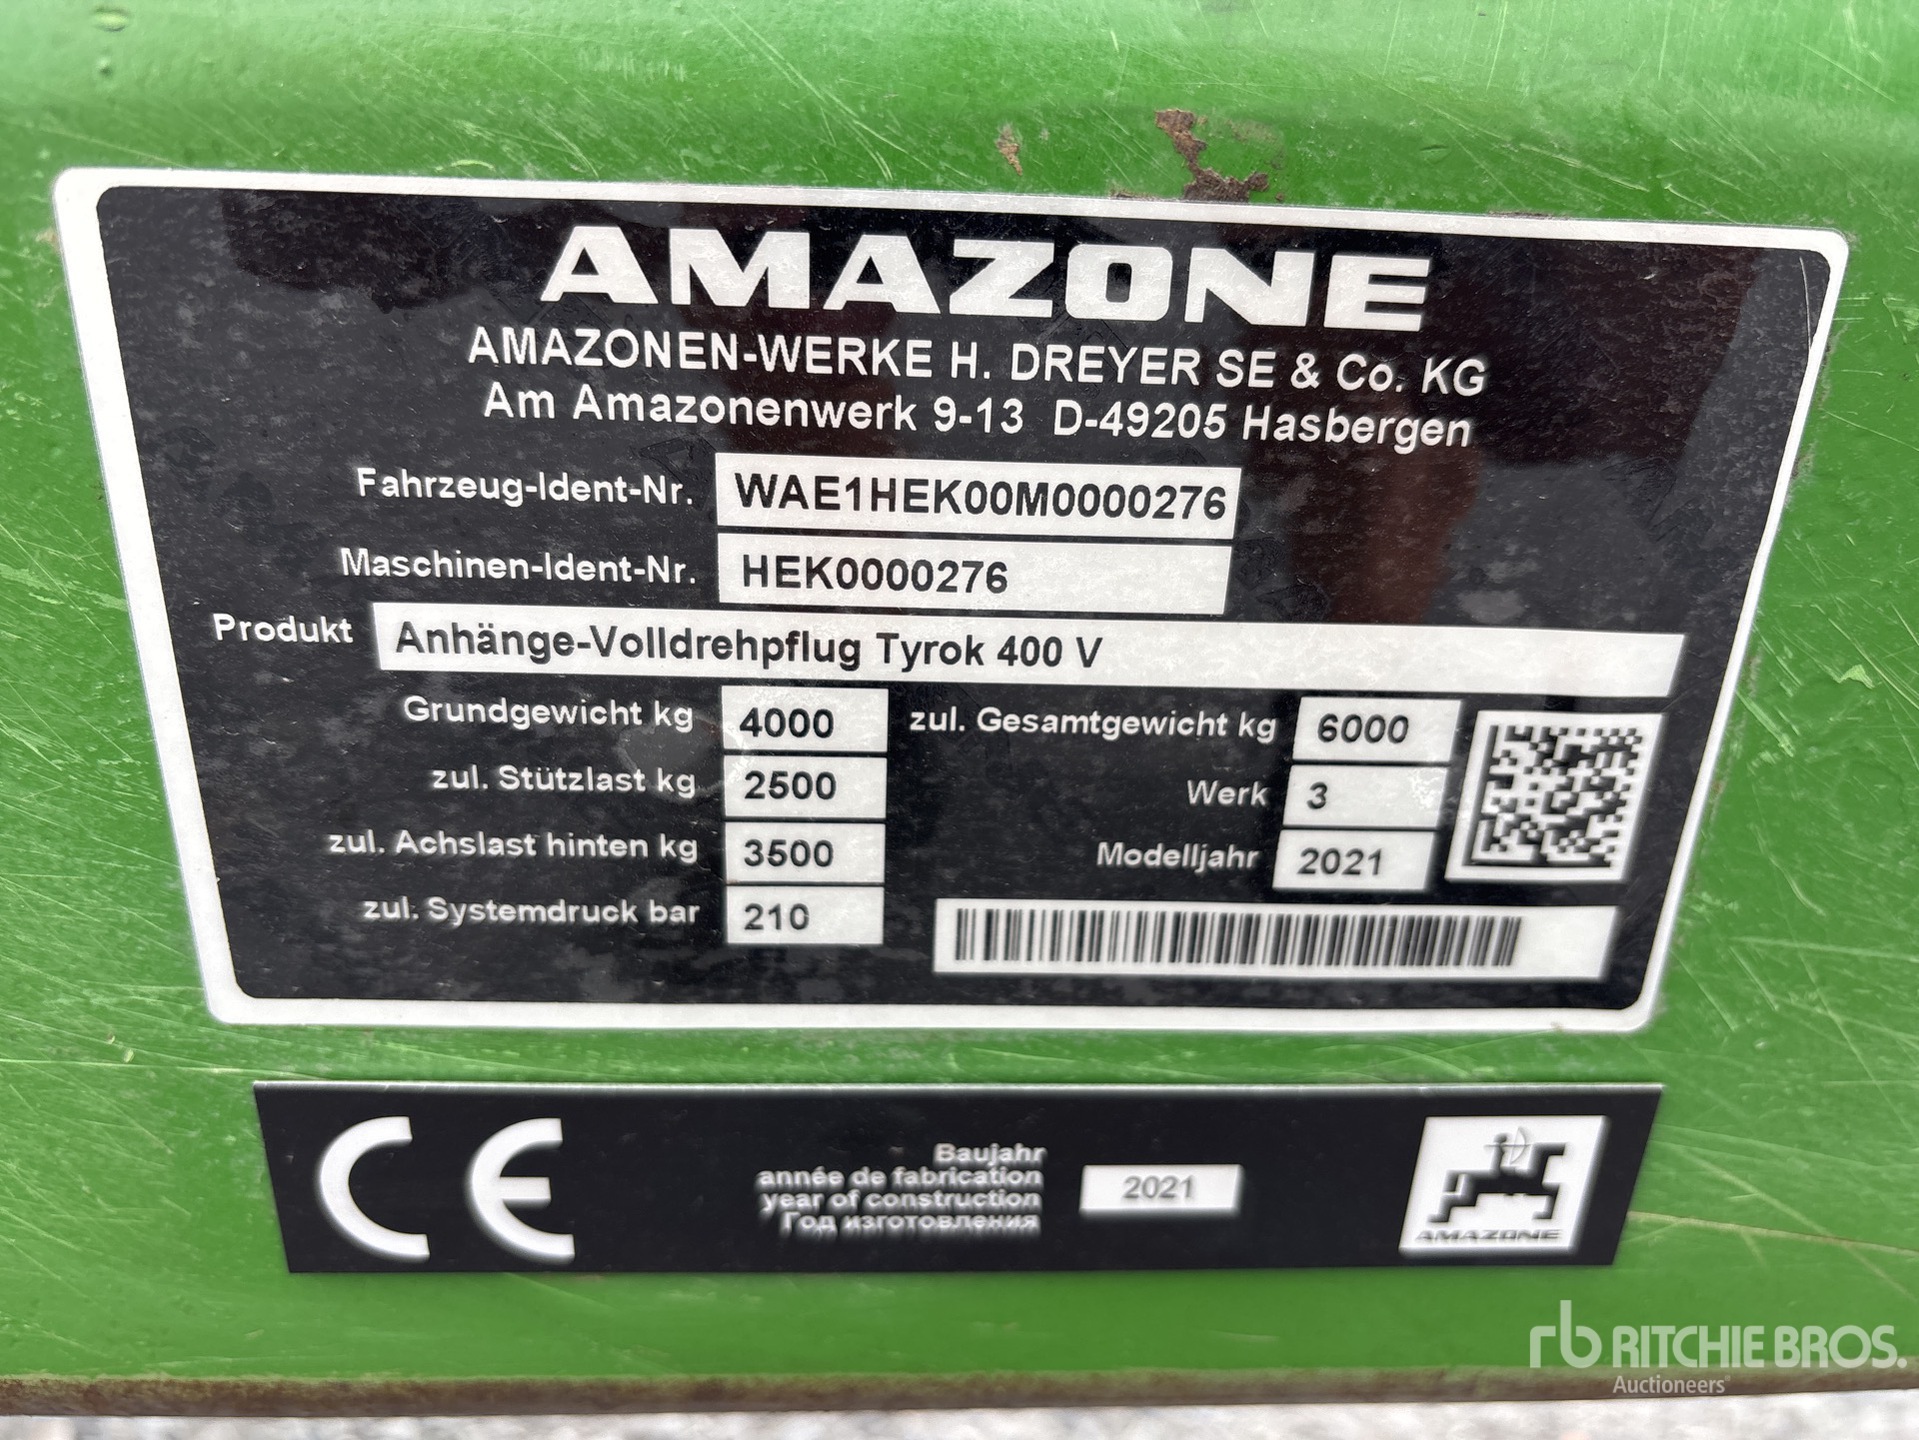 AMAZONE
AMAZONEN-WERKE H. DREYER SE & Co. KG
Am Amazonenwerk 9-13 D-49205 Hasbergen
Fahrzeug-Ident-Nr. WAE1HEK00M0000276
Maschinen-Ident-Nr. HEK0000276
Produkt Anhänge-Volldrehpflug Tyrok 400 V
Grundgewicht kg 4000 zul. Gesamtgewicht kg 6000
zul. Stützlast kg 2500 Werk 3
zul. Achslast hinten kg 3500 Modelljahr 2021
zul. Systemdruck bar 210
CE
Baujahr
année de fabrication
year of construction 2021
Год изготовления
AMAZONE
rb RITCHIE BROS.
Auctioneers